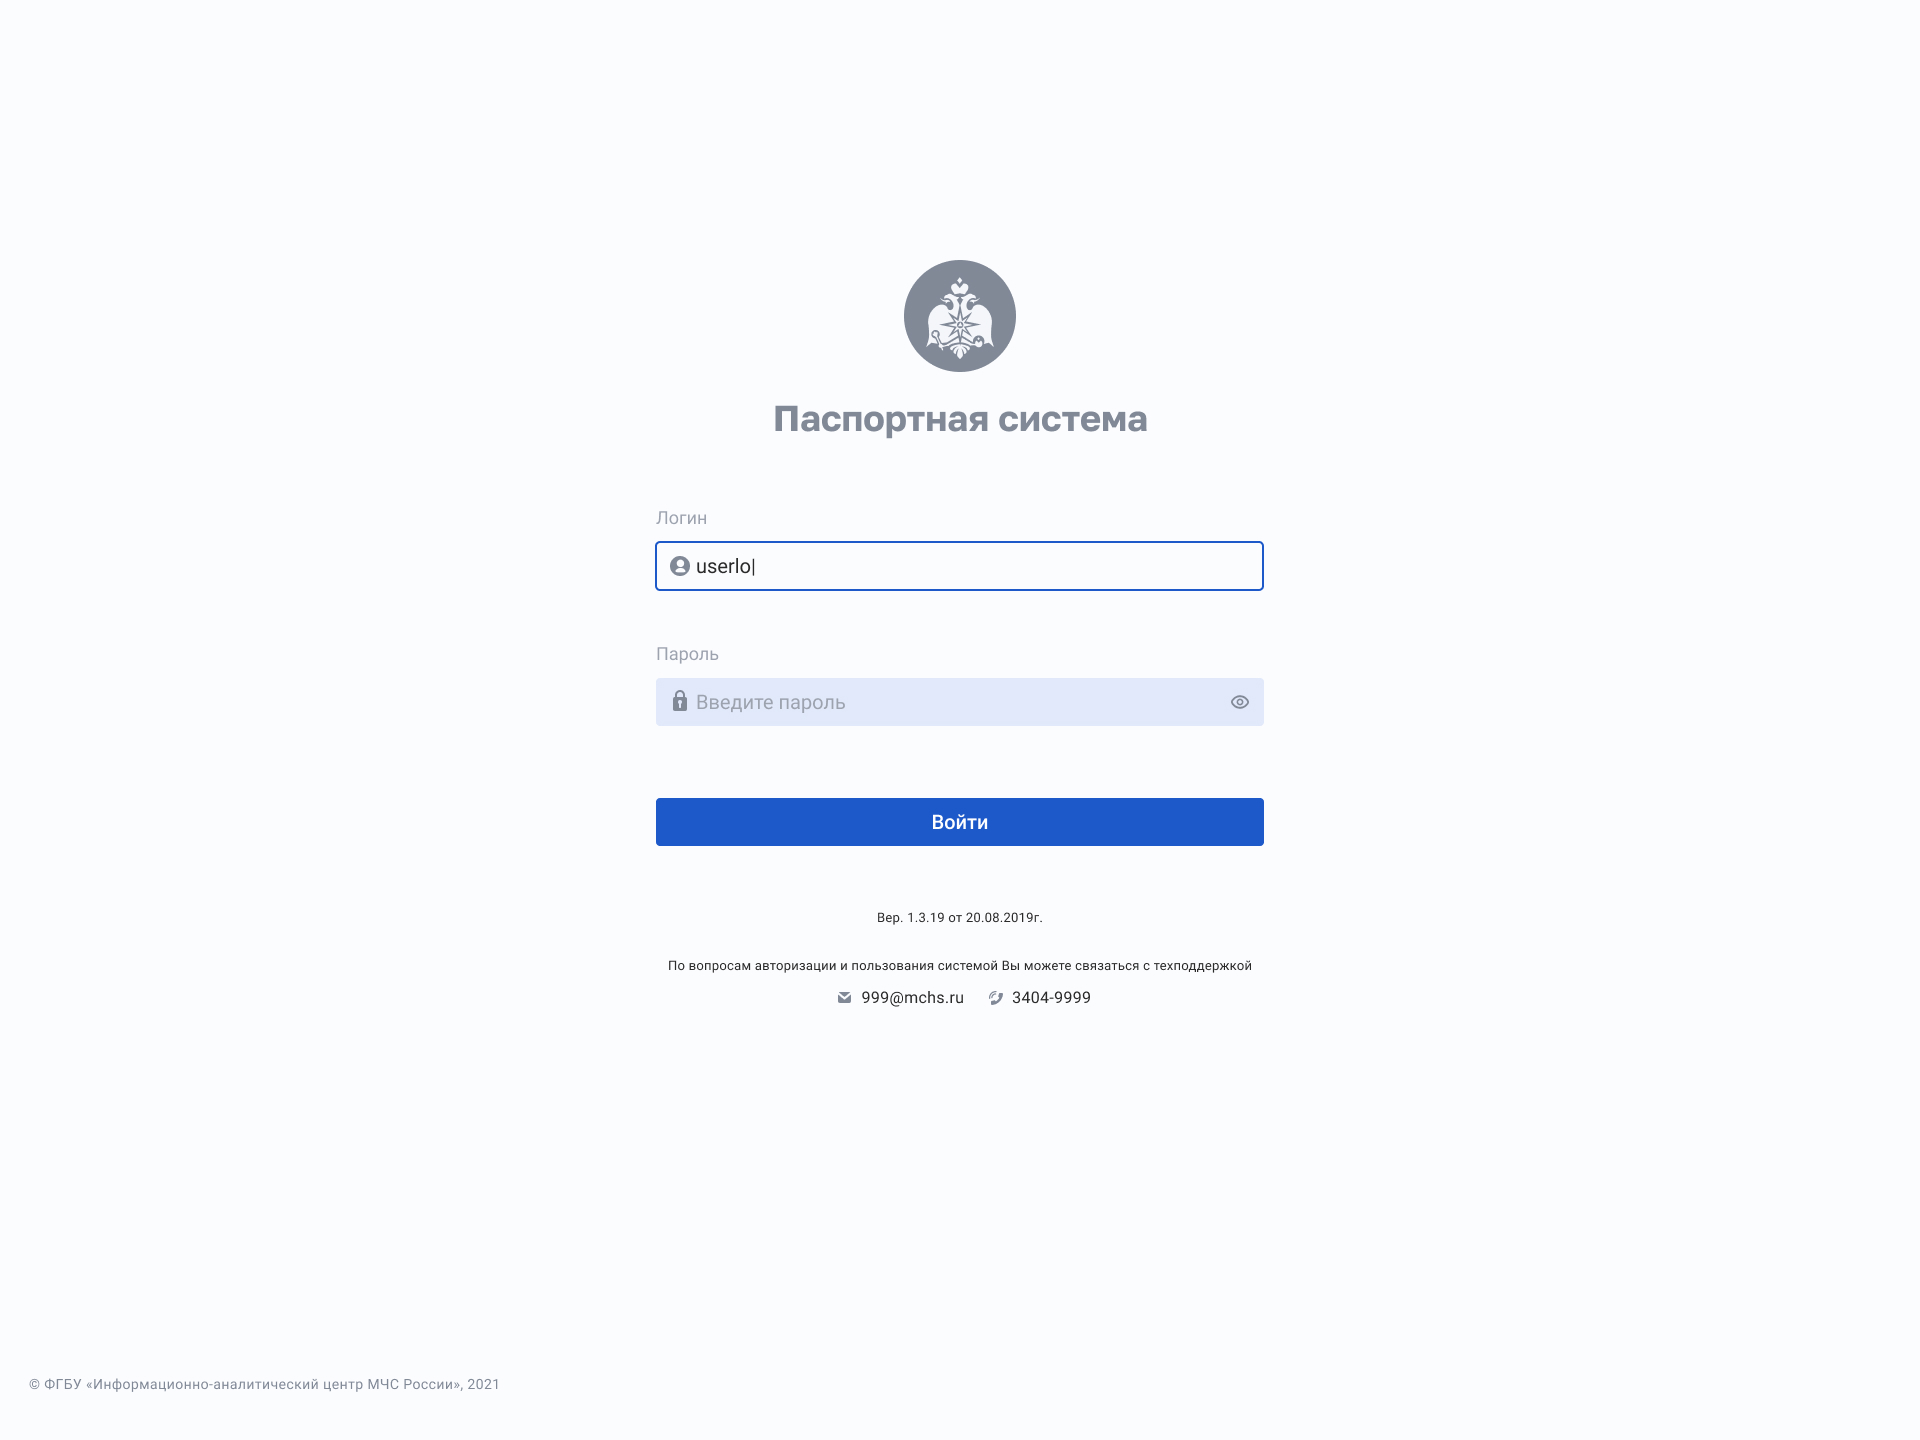 Паспортная система
Логин
userlo
Пароль
Введите пароль
Войти
Вер. 1.3.19 от 20.08.2019г.
По вопросам авторизации и пользования системой Вы можете связаться с техподдержкой
999@mchs.ru 3404-9999
© ФГБУ «Информационно-аналитический центр МЧС России», 2021